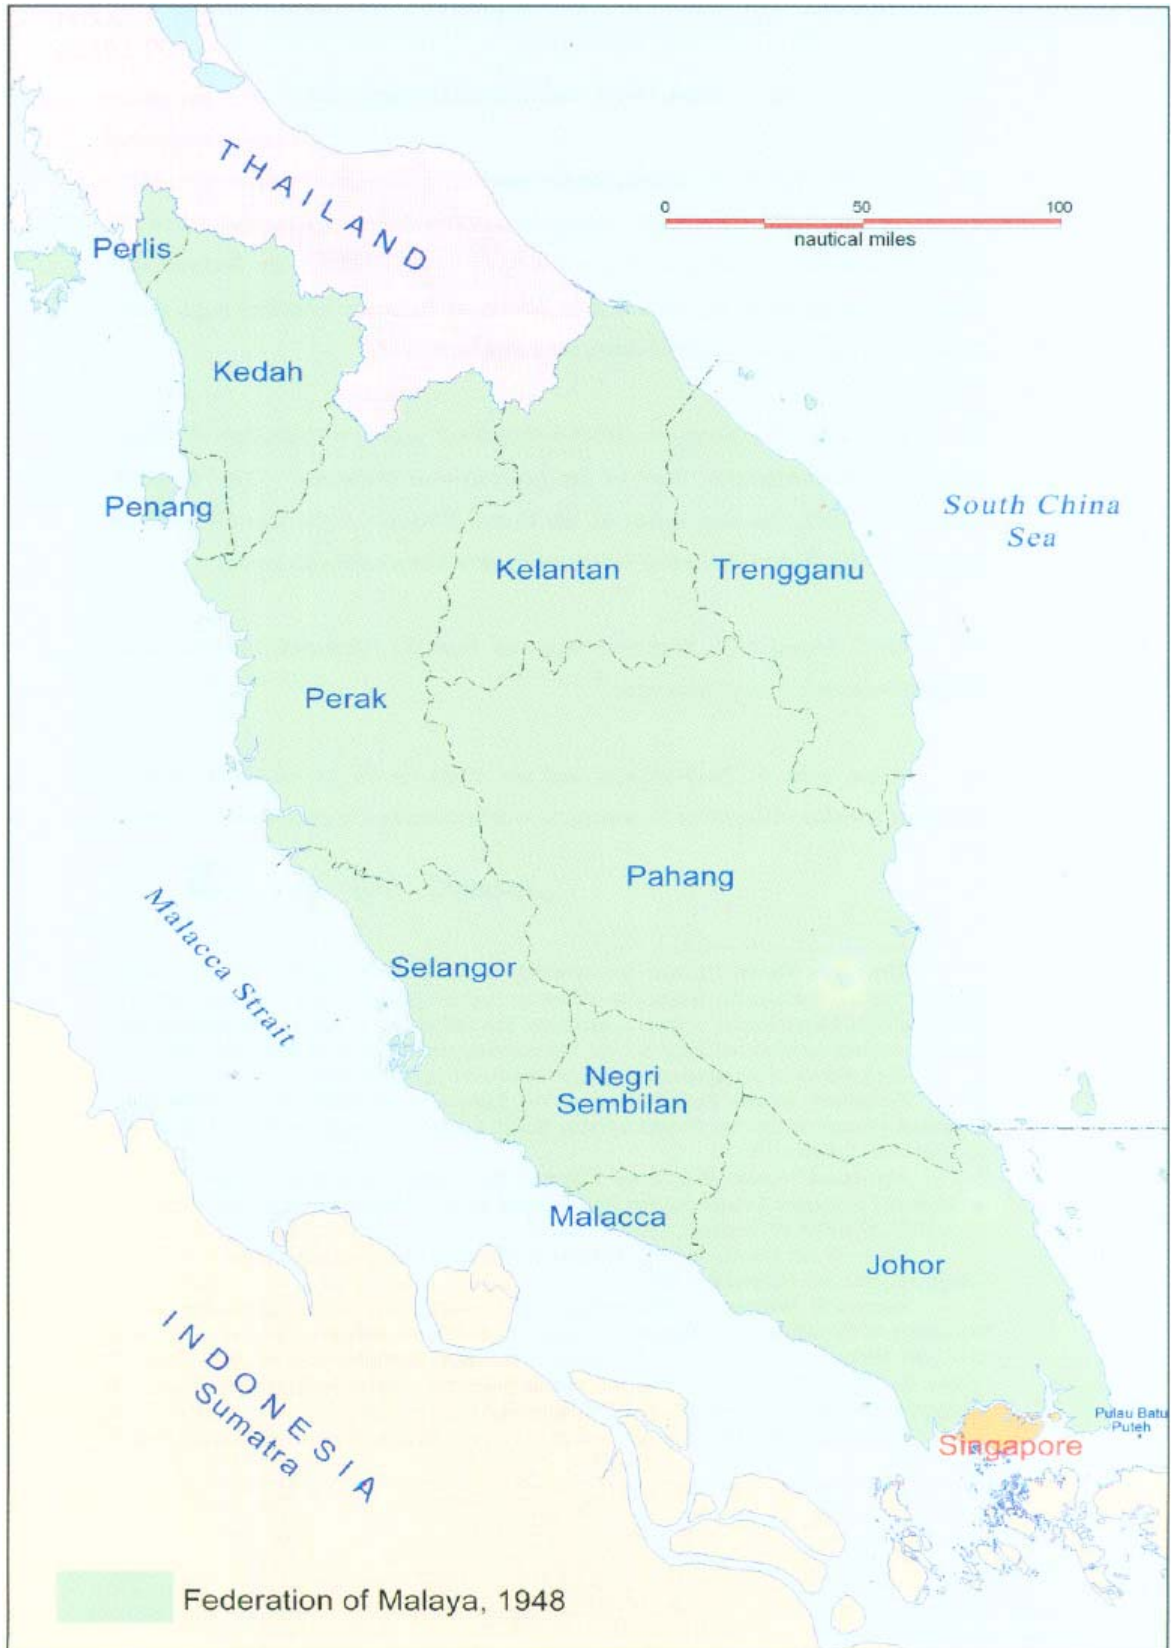 THAILAND
0 50 100
nautical miles
Perlis
Kedah
Penang
South China
Sea
Kelantan
Trengganu
Perak
Pahang
Malacca Strait
Selangor
Negri
Sembilan
Malacca
Johor
INDONESIA
Sumatra
Pulau Batu
Puteh
Singapore
Federation of Malaya, 1948